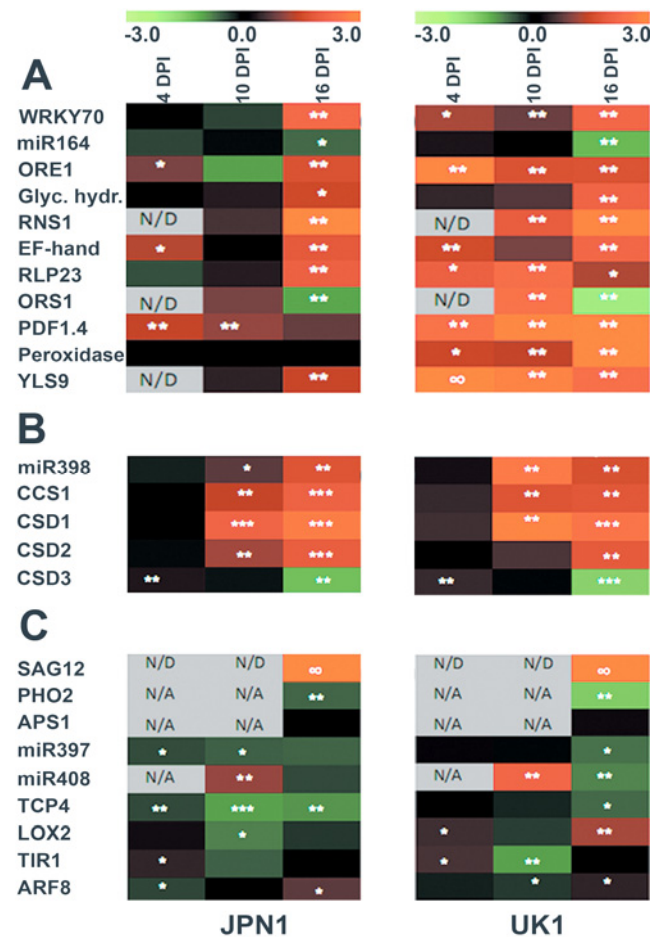 -3.0 0.0 3.0 -3.0 0.0 3.0
A 4 DPI 10 DPI 16 DPI 4 DPI 10 DPI 16 DPI
WRKY70 ** * ** **
miR164 * **
ORE1 * ** ** ** **
Glyc. hydr. * **
RNS1 N/D ** N/D ** **
EF-hand * ** ** **
RLP23 ** * ** *
ORS1 N/D ** N/D ** **
PDF1.4 ** ** ** ** **
Peroxidase * ** **
YLS9 N/D ** ∞ ** **
B
miR398 * ** ** **
CCS1 ** *** ** **
CSD1 *** *** ** ***
CSD2 ** *** **
CSD3 ** ** ** ***
C
SAG12 N/D N/D ∞ N/D N/D ∞
PHO2 N/A N/A ** N/A N/A **
APS1 N/A N/A N/A N/A
miR397 * * *
miR408 N/A ** N/A ** **
TCP4 ** *** ** *
LOX2 * * **
TIR1 * * **
ARF8 * * * *
JPN1 UK1